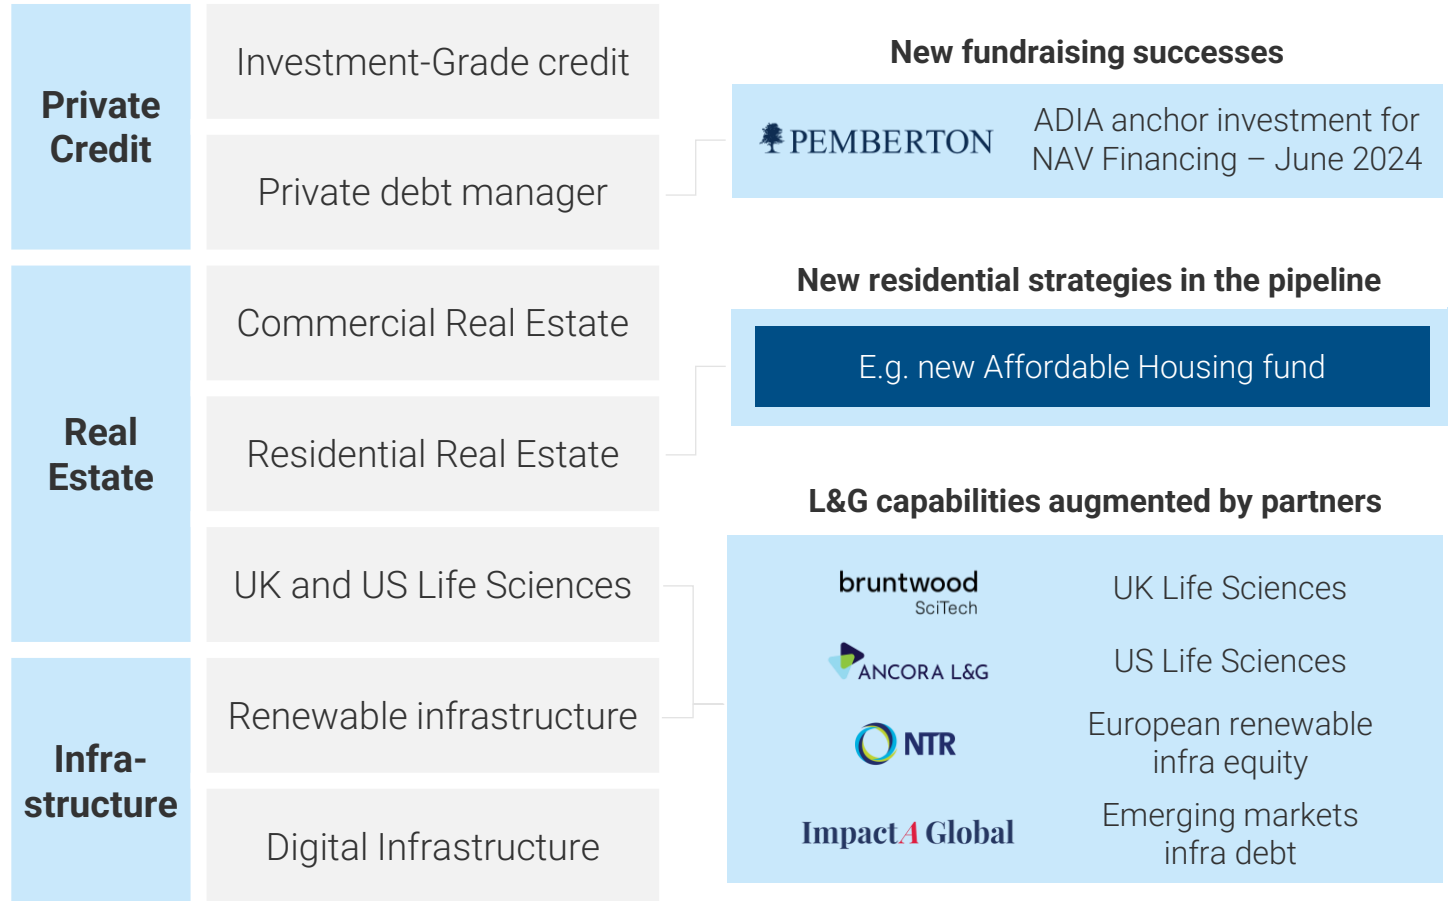 Private
Credit
Investment-Grade credit
Private debt manager
New fundraising successes
PEMBERTON
ADIA anchor investment for
NAV Financing – June 2024
Real
Estate
Commercial Real Estate
Residential Real Estate
UK and US Life Sciences
New residential strategies in the pipeline
E.g. new Affordable Housing fund
Infra-
structure
Renewable infrastructure
Digital Infrastructure
L&G capabilities augmented by partners
bruntwood
SciTech
UK Life Sciences
ANCORA L&G
US Life Sciences
NTR
European renewable
infra equity
ImpactA Global
Emerging markets
infra debt